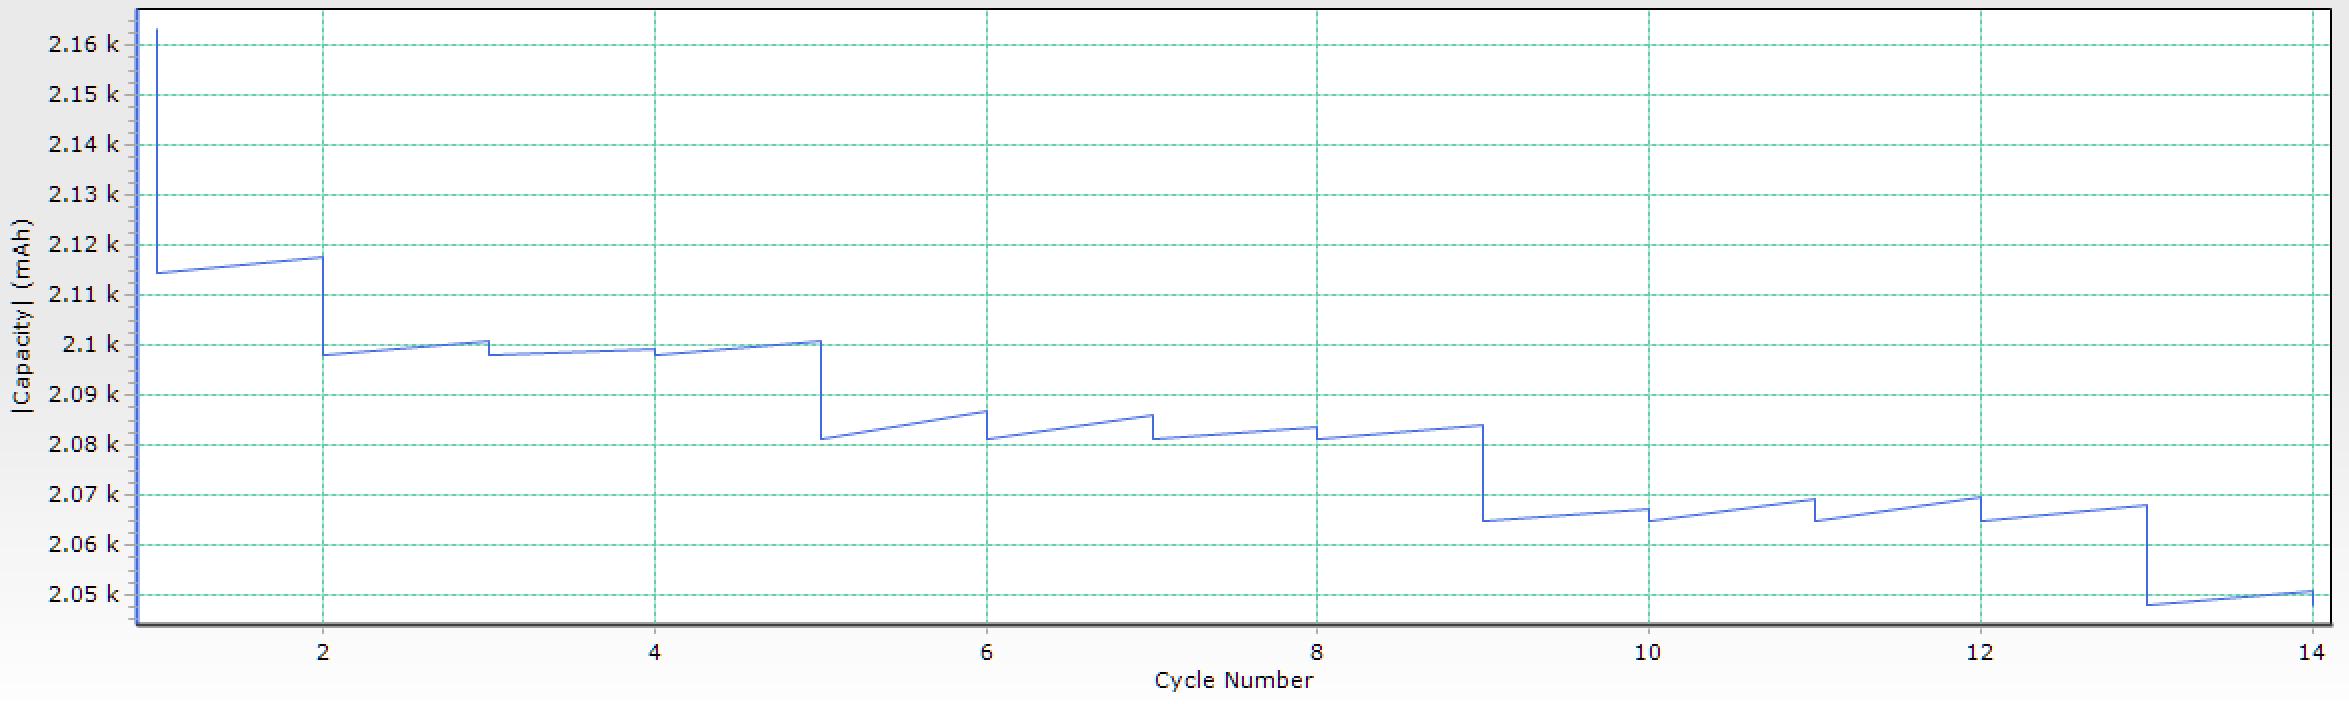 2.16 k
2.15 k
2.14 k
2.13 k
2.12 k
2.11 k
2.1 k
2.09 k
2.08 k
2.07 k
2.06 k
2.05 k
|Capacity| (mAh)
2 4 6 8 10 12 14
Cycle Number